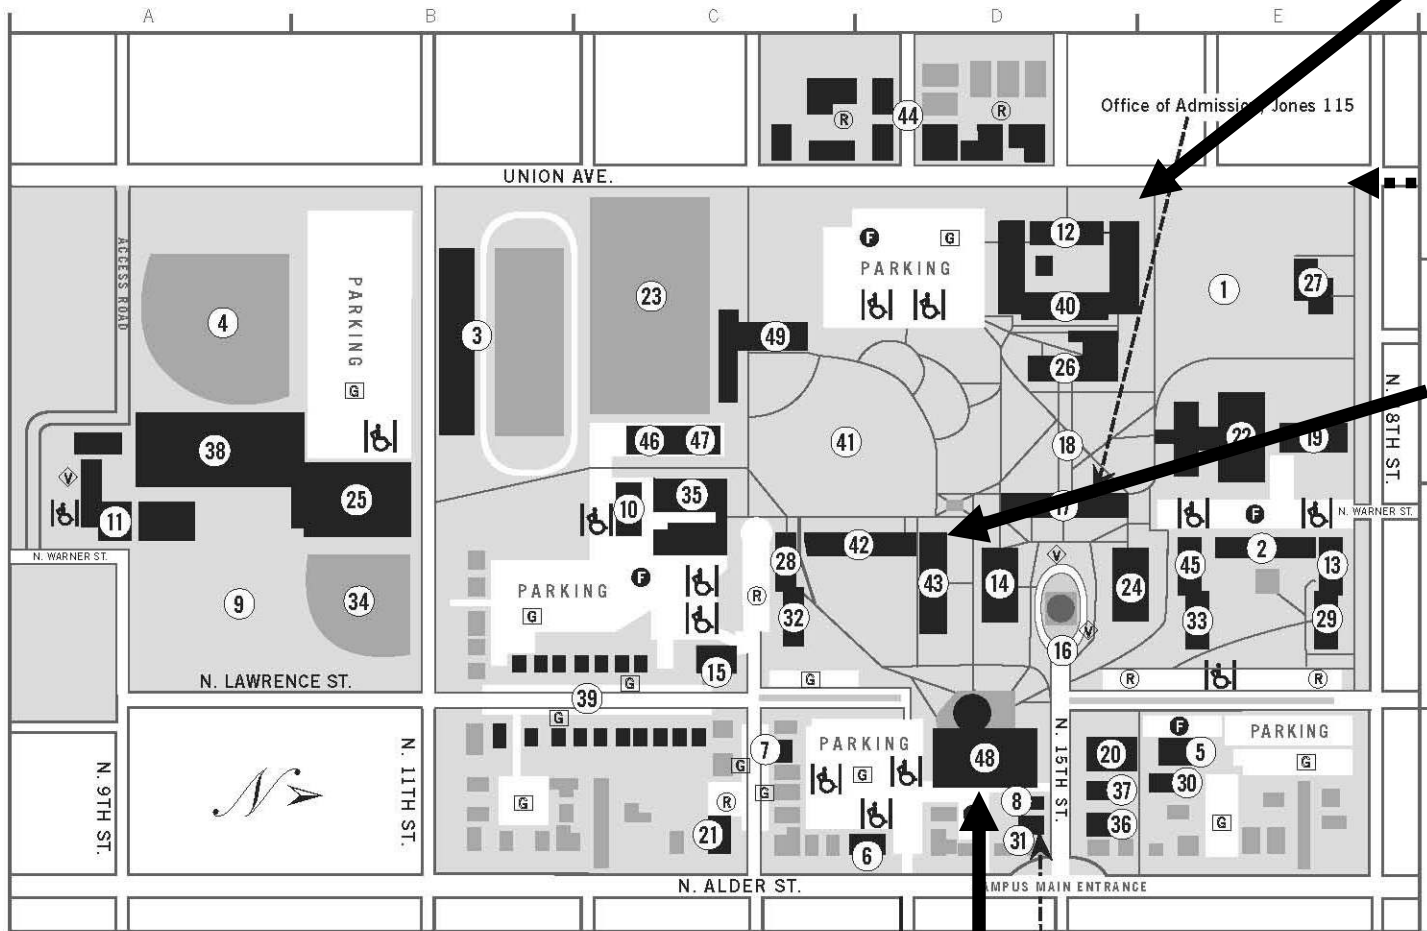 A B C D E
44
R
R
Office of Admission, Jones 115
UNION AVE.
ACCESS ROAD
4
PARKING
G
3
23
49
F
G
PARKING
12
40
26
1
27
N. 18TH ST.
38
25
V
11
46
47
35
10
41
18
17
22
19
F
N. WARNER ST.
N. WARNER ST.
9
34
PARKING
F
G
R
28
32
42
43
14
V
24
V
16
45
33
2
13
29
15
G
G
R
R
N. LAWRENCE ST.
39
G
N. 9TH ST.
N
N. 11TH ST.
G
G
R
21
7
G
PARKING
G
6
48
8
31
N. 15TH ST.
20
37
36
F
5
30
PARKING
G
G
N. ALDER ST.
AMPUS MAIN ENTRANCE